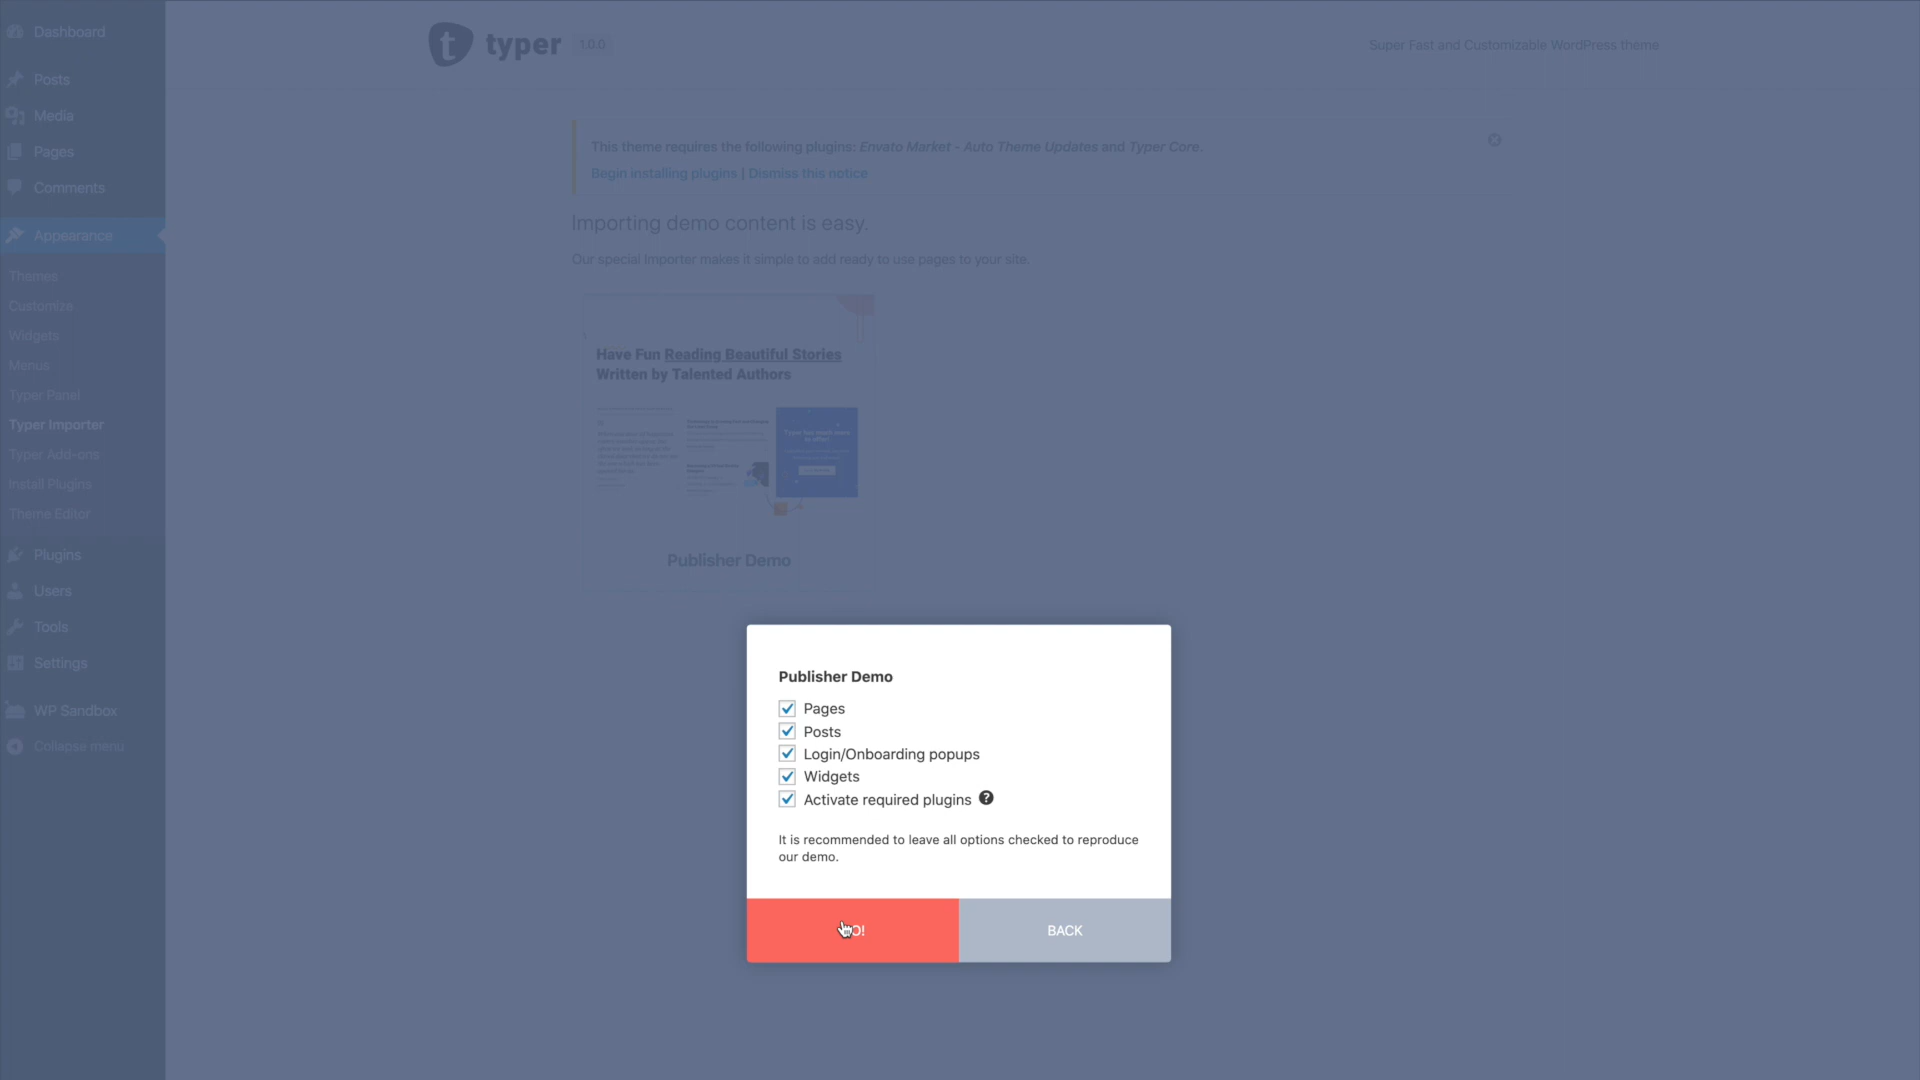 Dashboard
Posts
Media
Pages
Comments
Appearance
Themes
Customize
Widgets
Menus
Typer Panel
Typer Importer
Typer Add-ons
Install Plugins
Theme Editor
Plugins
Users
Tools
Settings
WP Sandbox
Collapse menu
t typer 1.0.0
Super Fast and Customizable WordPress theme
This theme requires the following plugins: Envato Market - Auto Theme Updates and Typer Core.
Begin installing plugins | Dismiss this notice
Importing demo content is easy.
Our special Importer makes it simple to add ready to use pages to your site.
Have Fun Reading Beautiful Stories
Written by Talented Authors
Publisher Demo
Publisher Demo
Pages
Posts
Login/Onboarding popups
Widgets
Activate required plugins ?
It is recommended to leave all options checked to reproduce
our demo.
BACK